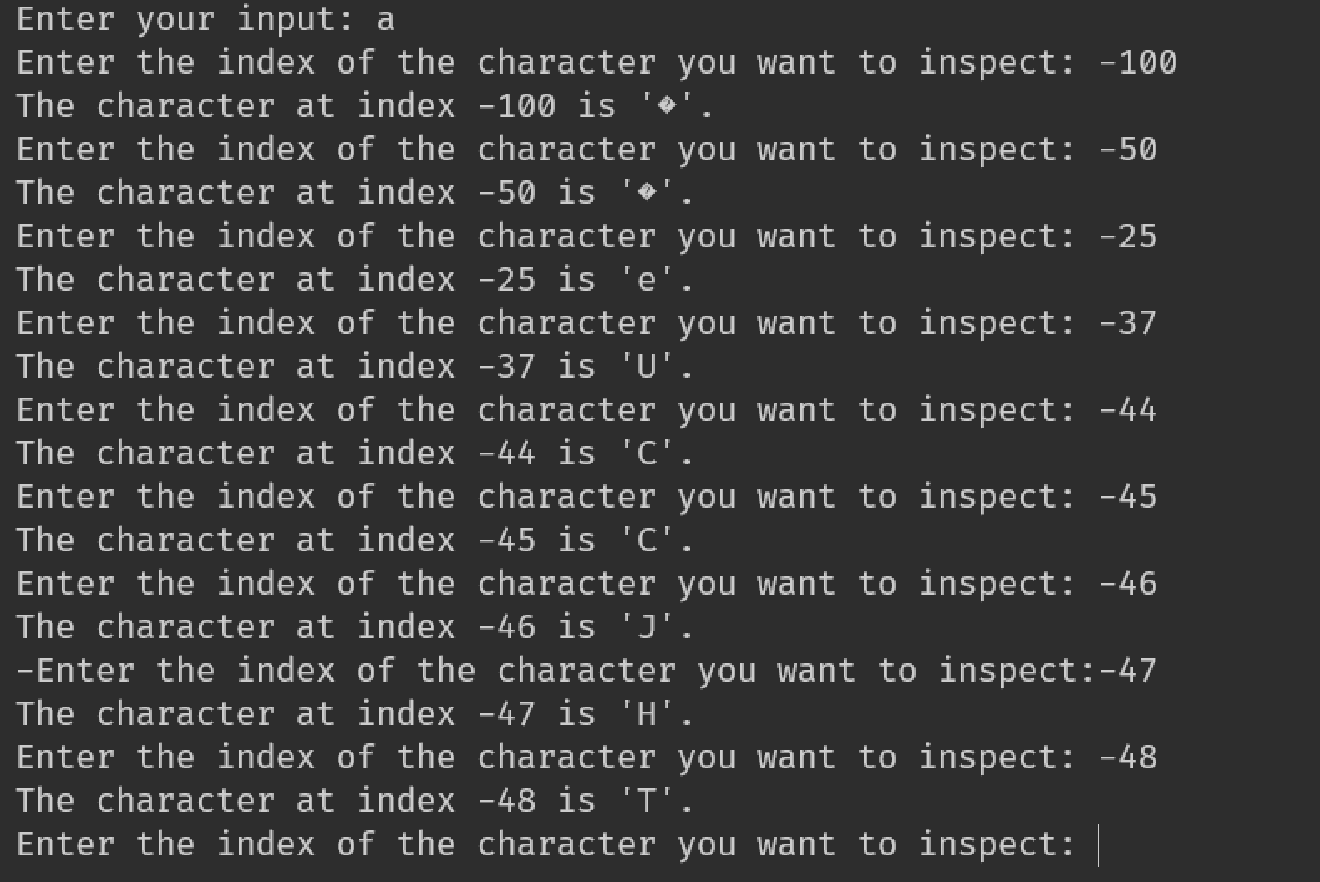 Enter your input: a
Enter the index of the character you want to inspect: -100
The character at index -100 is '�'.
Enter the index of the character you want to inspect: -50
The character at index -50 is '�'.
Enter the index of the character you want to inspect: -25
The character at index -25 is 'e'.
Enter the index of the character you want to inspect: -37
The character at index -37 is 'U'.
Enter the index of the character you want to inspect: -44
The character at index -44 is 'C'.
Enter the index of the character you want to inspect: -45
The character at index -45 is 'C'.
Enter the index of the character you want to inspect: -46
The character at index -46 is 'J'.
-Enter the index of the character you want to inspect:-47
The character at index -47 is 'H'.
Enter the index of the character you want to inspect: -48
The character at index -48 is 'T'.
Enter the index of the character you want to inspect: